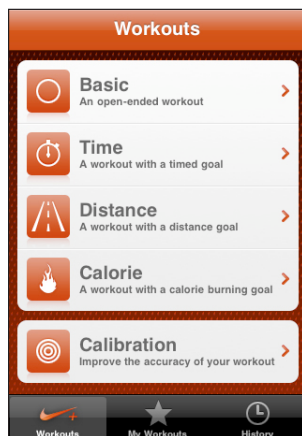 Workouts
Basic
An open-ended workout
Time
A workout with a timed goal
Distance
A workout with a distance goal
Calorie
A workout with a calorie burning goal
Calibration
Improve the accuracy of your workout
Workouts My Workouts History